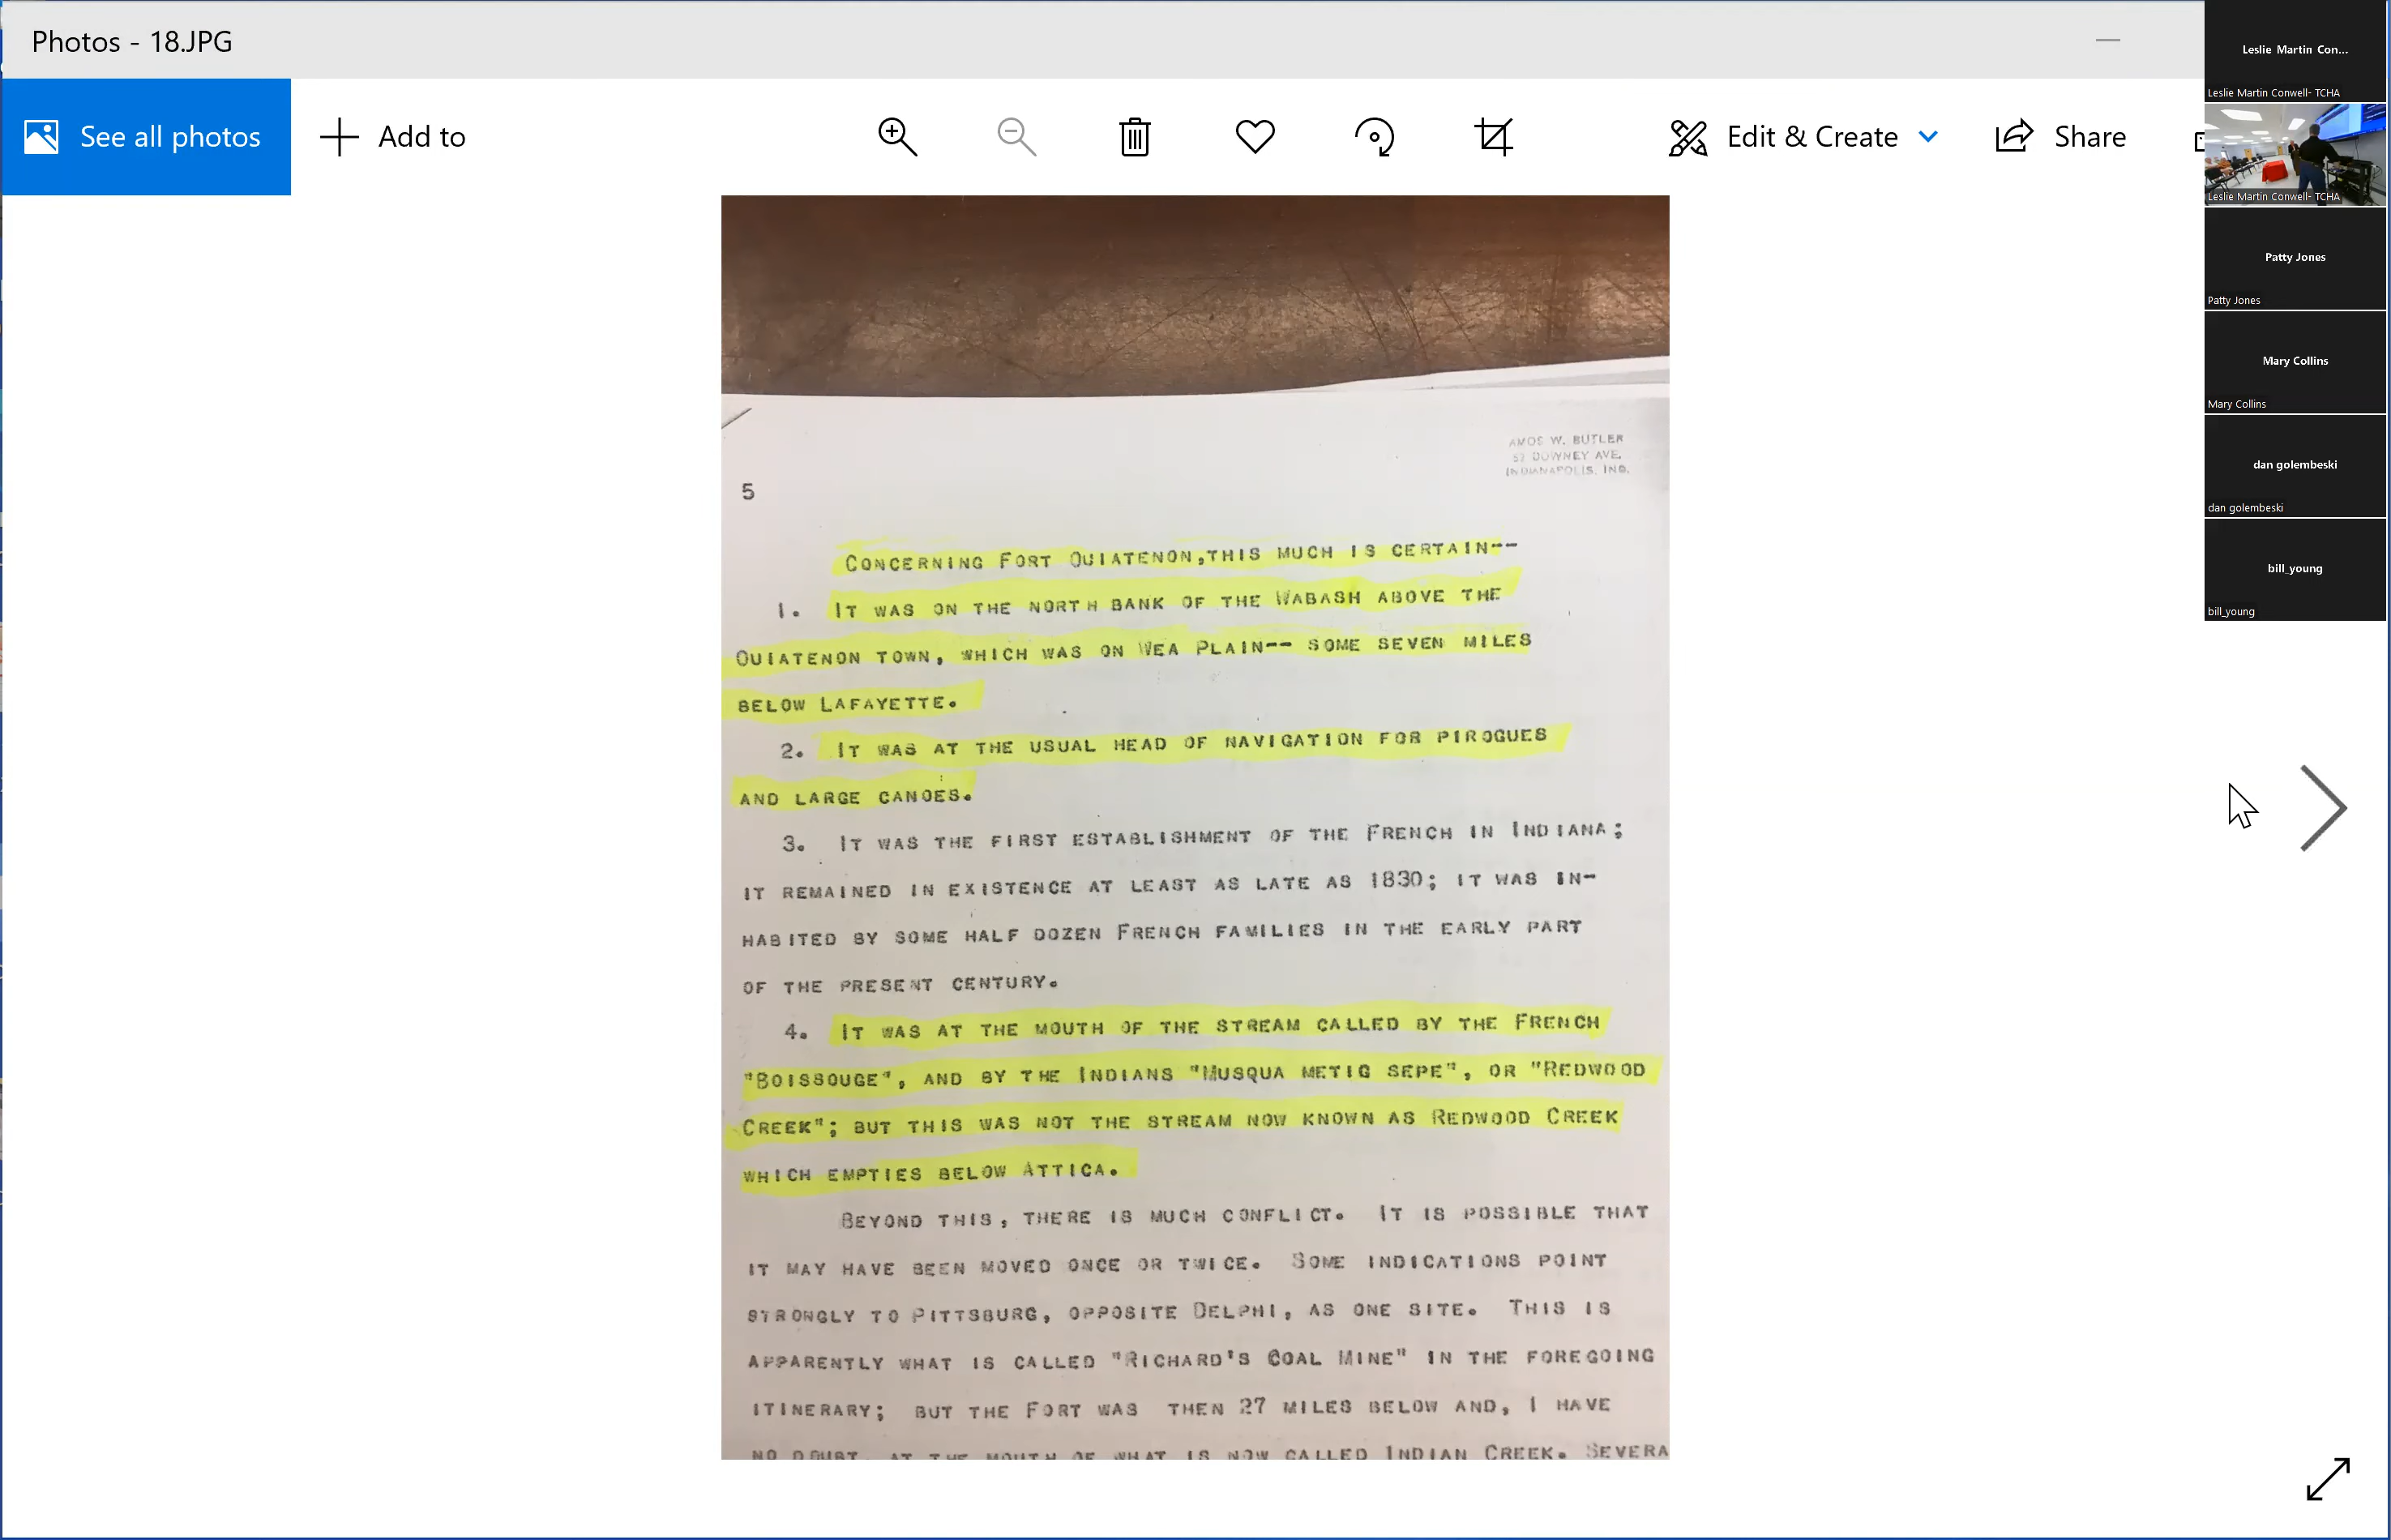 Photos - 18.JPG
See all photos
Add to
Edit & Create
Share
AMOS W. BUTLER
52 DOWNEY AVE.
INDIANAPOLIS, IND.
5
CONCERNING FORT OUIATENON,THIS MUCH IS CERTAIN--
1. IT WAS ON THE NORTH BANK OF THE WABASH ABOVE THE
OUIATENON TOWN, WHICH WAS ON WEA PLAIN-- SOME SEVEN MILES
BELOW LAFAYETTE.
2. IT WAS AT THE USUAL HEAD OF NAVIGATION FOR PIROGUES
AND LARGE CANOES.
3. IT WAS THE FIRST ESTABLISHMENT OF THE FRENCH IN INDIANA;
IT REMAINED IN EXISTENCE AT LEAST AS LATE AS 1830; IT WAS IN-
HABITED BY SOME HALF DOZEN FRENCH FAMILIES IN THE EARLY PART
OF THE PRESENT CENTURY.
4. IT WAS AT THE MOUTH OF THE STREAM CALLED BY THE FRENCH
"BOISSOUGE", AND BY THE INDIANS "MUSQUA METIG SEPE", OR "REDWOOD
CREEK"; BUT THIS WAS NOT THE STREAM NOW KNOWN AS REDWOOD CREEK
WHICH EMPTIES BELOW ATTICA.
BEYOND THIS, THERE IS MUCH CONFLICT. IT IS POSSIBLE THAT
IT MAY HAVE BEEN MOVED ONCE OR TWICE. SOME INDICATIONS POINT
STRONGLY TO PITTSBURG, OPPOSITE DELPHI, AS ONE SITE. THIS IS
APPARENTLY WHAT IS CALLED "RICHARD'S COAL MINE" IN THE FOREGOING
ITINERARY; BUT THE FORT WAS THEN 27 MILES BELOW AND, I HAVE
NO DOUBT, AT THE MOUTH OF WHAT IS NOW CALLED INDIAN CREEK. SEVERA
Leslie Martin Con...
Leslie Martin Conwell- TCHA
Leslie Martin Conwell- TCHA
Patty Jones
Patty Jones
Mary Collins
Mary Collins
dan golembeski
dan golembeski
bill_young
bill_young